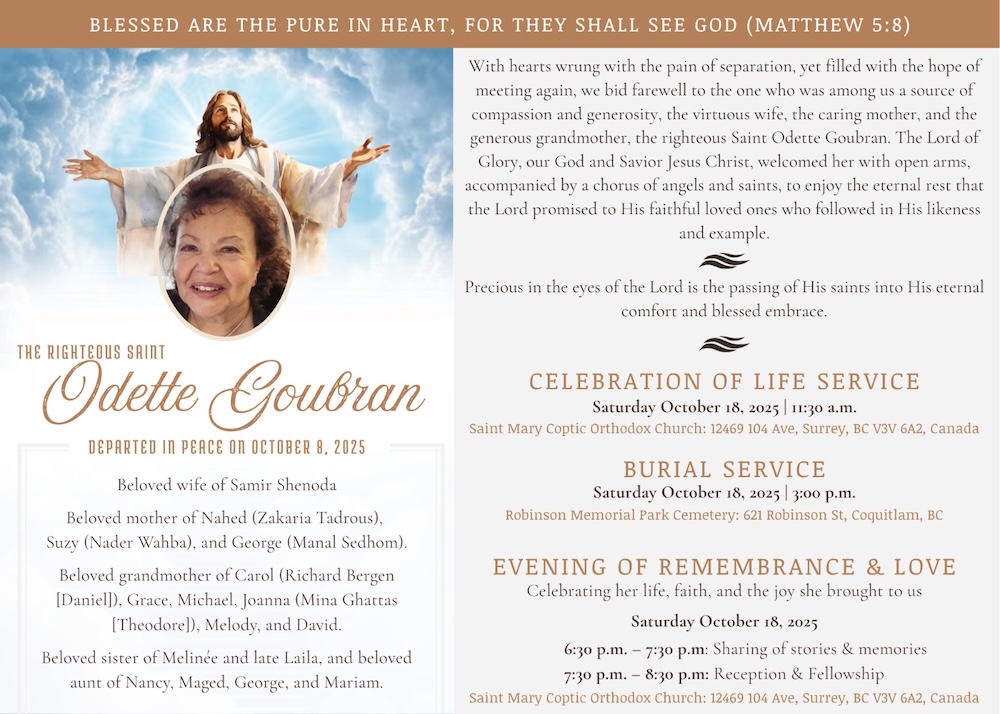 BLESSED ARE THE PURE IN HEART, FOR THEY SHALL SEE GOD (MATTHEW 5:8)
THE RIGHTEOUS SAINT
Odette Goubran
DEPARTED IN PEACE ON OCTOBER 8, 2025
Beloved wife of Samir Shenoda
Beloved mother of Nahed (Zakaria Tadrous),
Suzy (Nader Wahba), and George (Manal Sedhom).
Beloved grandmother of Carol (Richard Bergen
[Daniel]), Grace, Michael, Joanna (Mina Ghattas
[Theodore]), Melody, and David.
Beloved sister of Melinée and late Laila, and beloved
aunt of Nancy, Maged, George, and Mariam.
With hearts wrung with the pain of separation, yet filled with the hope of
meeting again, we bid farewell to the one who was among us a source of
compassion and generosity, the virtuous wife, the caring mother, and the
generous grandmother, the righteous Saint Odette Goubran. The Lord of
Glory, our God and Savior Jesus Christ, welcomed her with open arms,
accompanied by a chorus of angels and saints, to enjoy the eternal rest that
the Lord promised to His faithful loved ones who followed in His likeness
and example.
Precious in the eyes of the Lord is the passing of His saints into His eternal
comfort and blessed embrace.
CELEBRATION OF LIFE SERVICE
Saturday October 18, 2025 | 11:30 a.m.
Saint Mary Coptic Orthodox Church: 12469 104 Ave, Surrey, BC V3V 6A2, Canada
BURIAL SERVICE
Saturday October 18, 2025 | 3:00 p.m.
Robinson Memorial Park Cemetery: 621 Robinson St, Coquitlam, BC
EVENING OF REMEMBRANCE & LOVE
Celebrating her life, faith, and the joy she brought to us
Saturday October 18, 2025
6:30 p.m. – 7:30 p.m: Sharing of stories & memories
7:30 p.m. – 8:30 p.m: Reception & Fellowship
Saint Mary Coptic Orthodox Church: 12469 104 Ave, Surrey, BC V3V 6A2, Canada